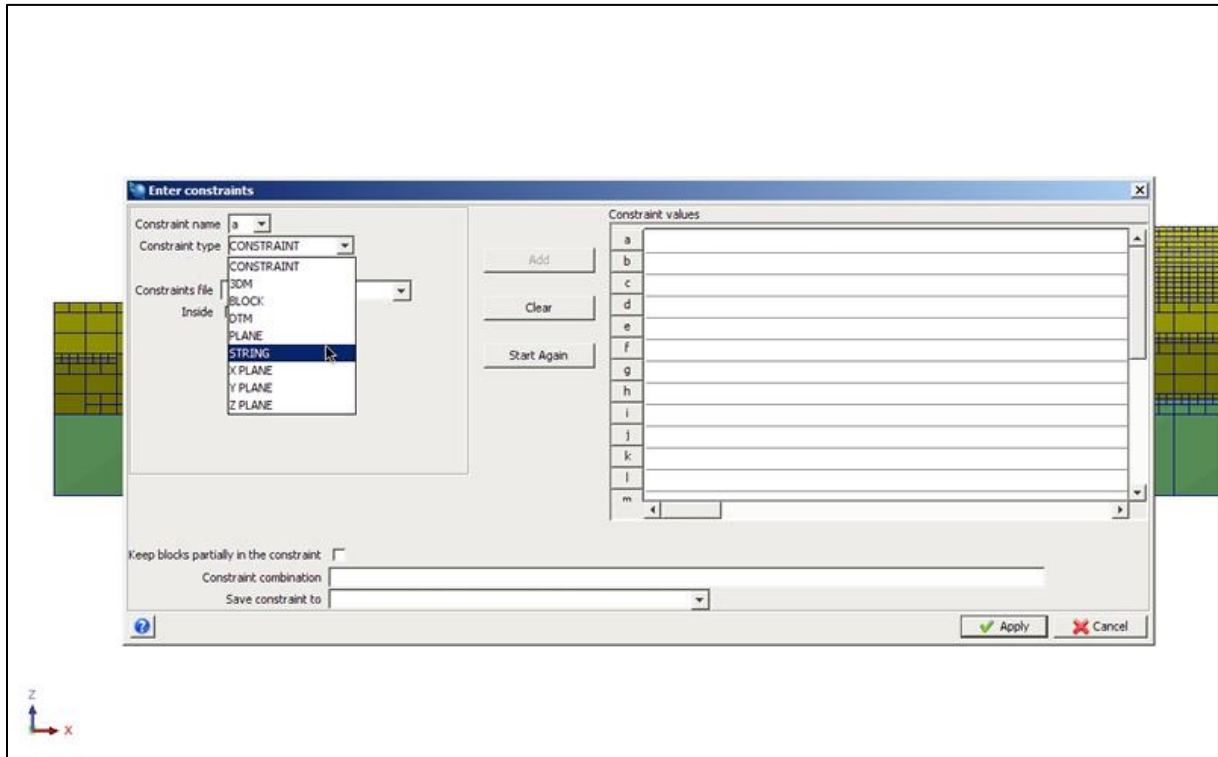 Enter constraints
Constraint name a
Constraint type CONSTRAINT
CONSTRAINT
3DM
BLOCK
DTM
PLANE
STRING
X PLANE
Y PLANE
Z PLANE
Constraints file
Inside
Add
Clear
Start Again
Constraint values
a
b
c
d
e
f
g
h
i
j
k
l
m
Keep blocks partially in the constraint
Constraint combination
Save constraint to
?
Apply
Cancel
Z
X